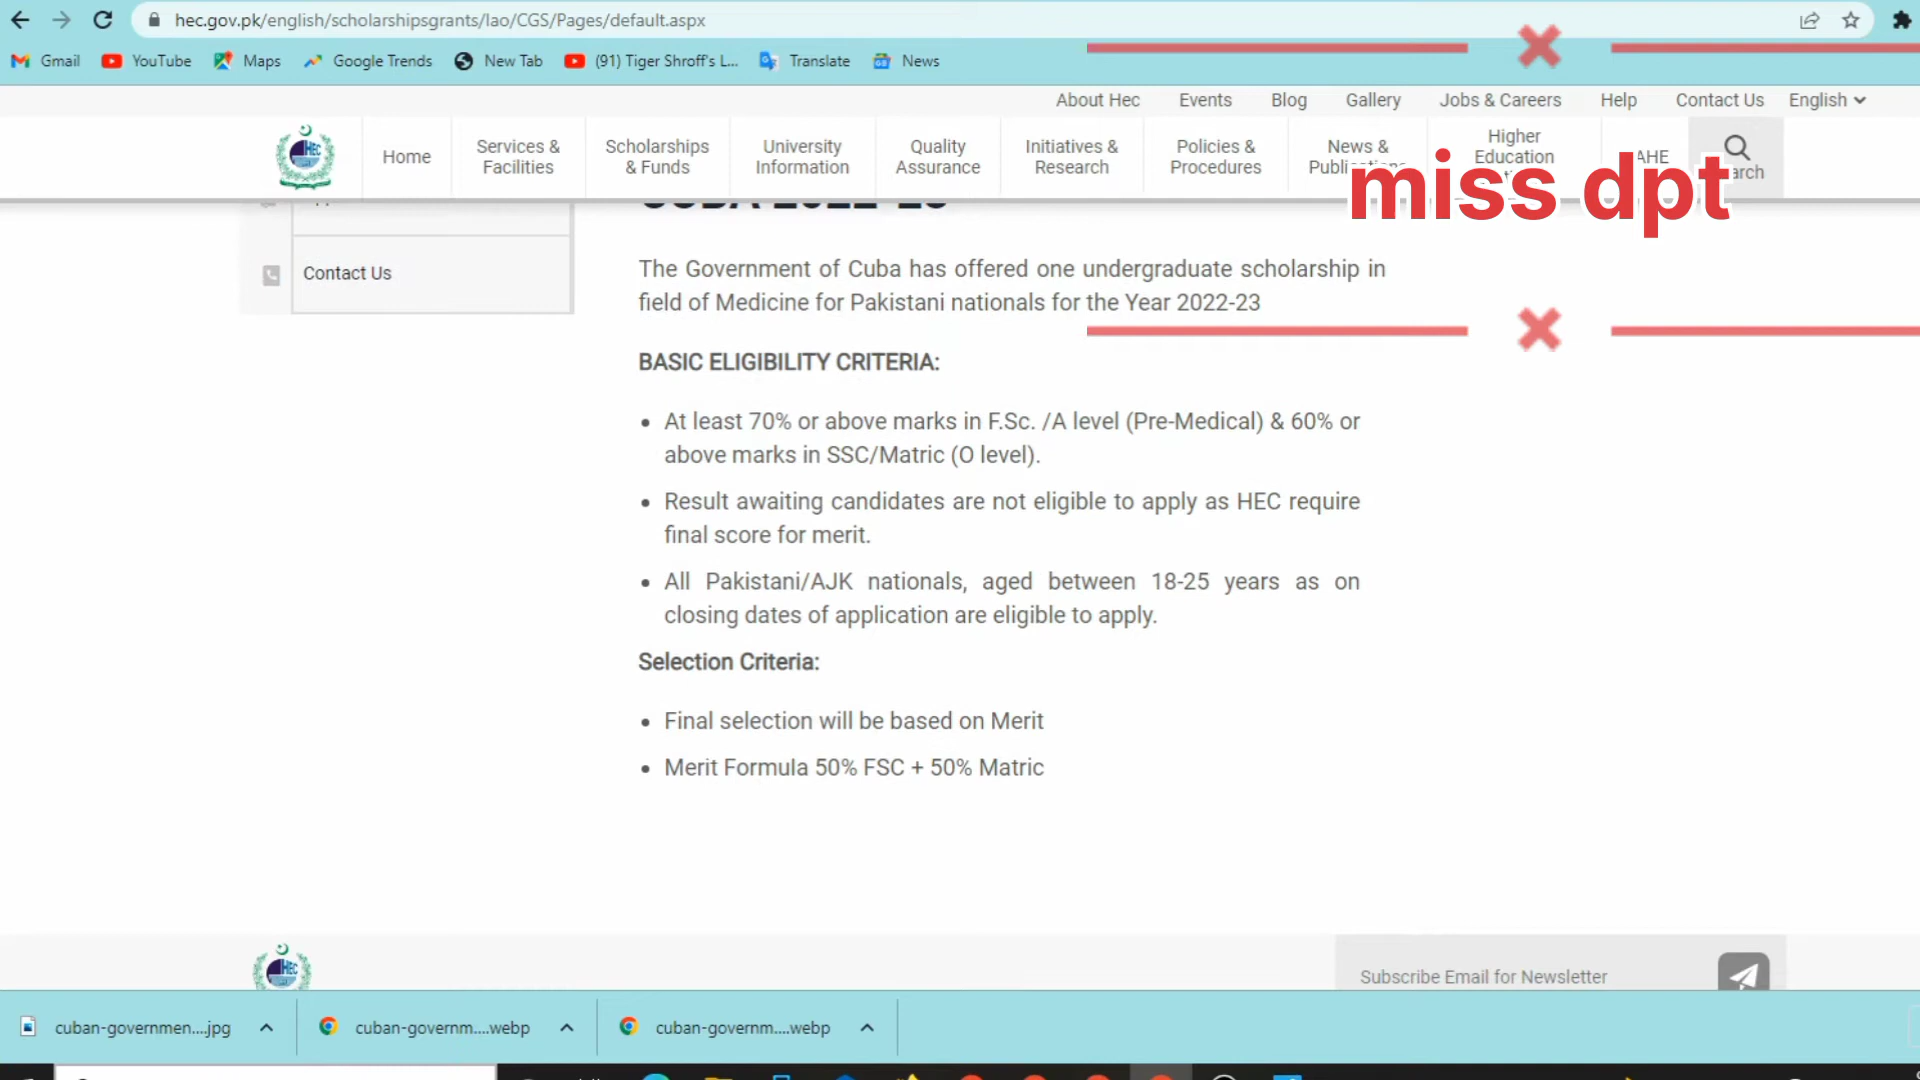 hec.gov.pk/english/scholarshipsgrants/lao/CGS/Pages/default.aspx
Gmail YouTube Maps Google Trends New Tab (91) Tiger Shroff's L... Translate News
About Hec Events Blog Gallery Jobs & Careers Help Contact Us English
HEC
Home
Services & Facilities
Scholarships & Funds
University Information
Quality Assurance
Initiatives & Research
Policies & Procedures
News &
Higher Education
miss dpt
CUBA 2022-23
Contact Us
The Government of Cuba has offered one undergraduate scholarship in
field of Medicine for Pakistani nationals for the Year 2022-23
BASIC ELIGIBILITY CRITERIA:
At least 70% or above marks in F.Sc. /A level (Pre-Medical) & 60% or
above marks in SSC/Matric (O level).
Result awaiting candidates are not eligible to apply as HEC require
final score for merit.
All Pakistani/AJK nationals, aged between 18-25 years as on
closing dates of application are eligible to apply.
Selection Criteria:
Final selection will be based on Merit
Merit Formula 50% FSC + 50% Matric
HEC
Subscribe Email for Newsletter
cuban-governmen....jpg cuban-governm....webp cuban-governm....webp